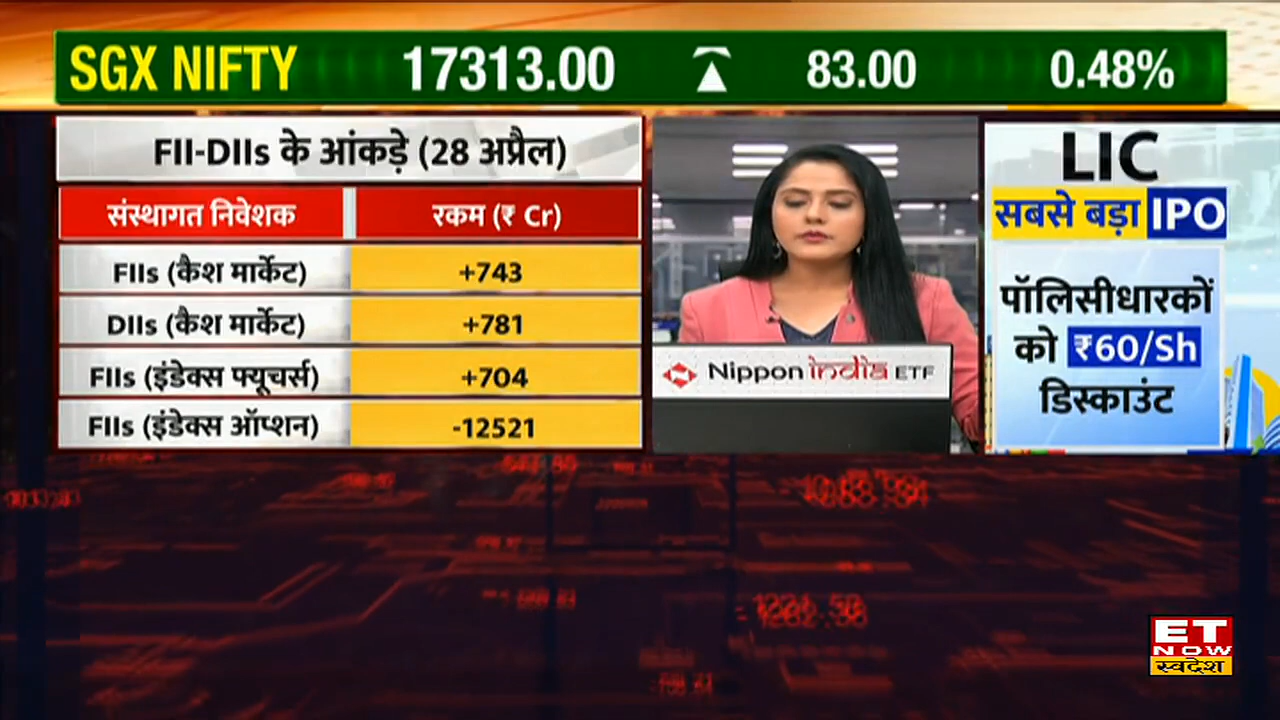 SGX NIFTY 17313.00 83.00 0.48%
FII-DIIs के आंकड़े (28 अप्रैल)
संस्थागत निवेशक रकम (₹ Cr)
FIIs (कैश मार्केट) +743
DIIs (कैश मार्केट) +781
FIIs (इंडेक्स फ्यूचर्स) +704
FIIs (इंडेक्स ऑप्शन) -12521
Nippon india ETF
LIC
सबसे बड़ा IPO
पॉलिसीधारकों
को ₹60/Sh
डिस्काउंट
ET
NOW
स्वदेश